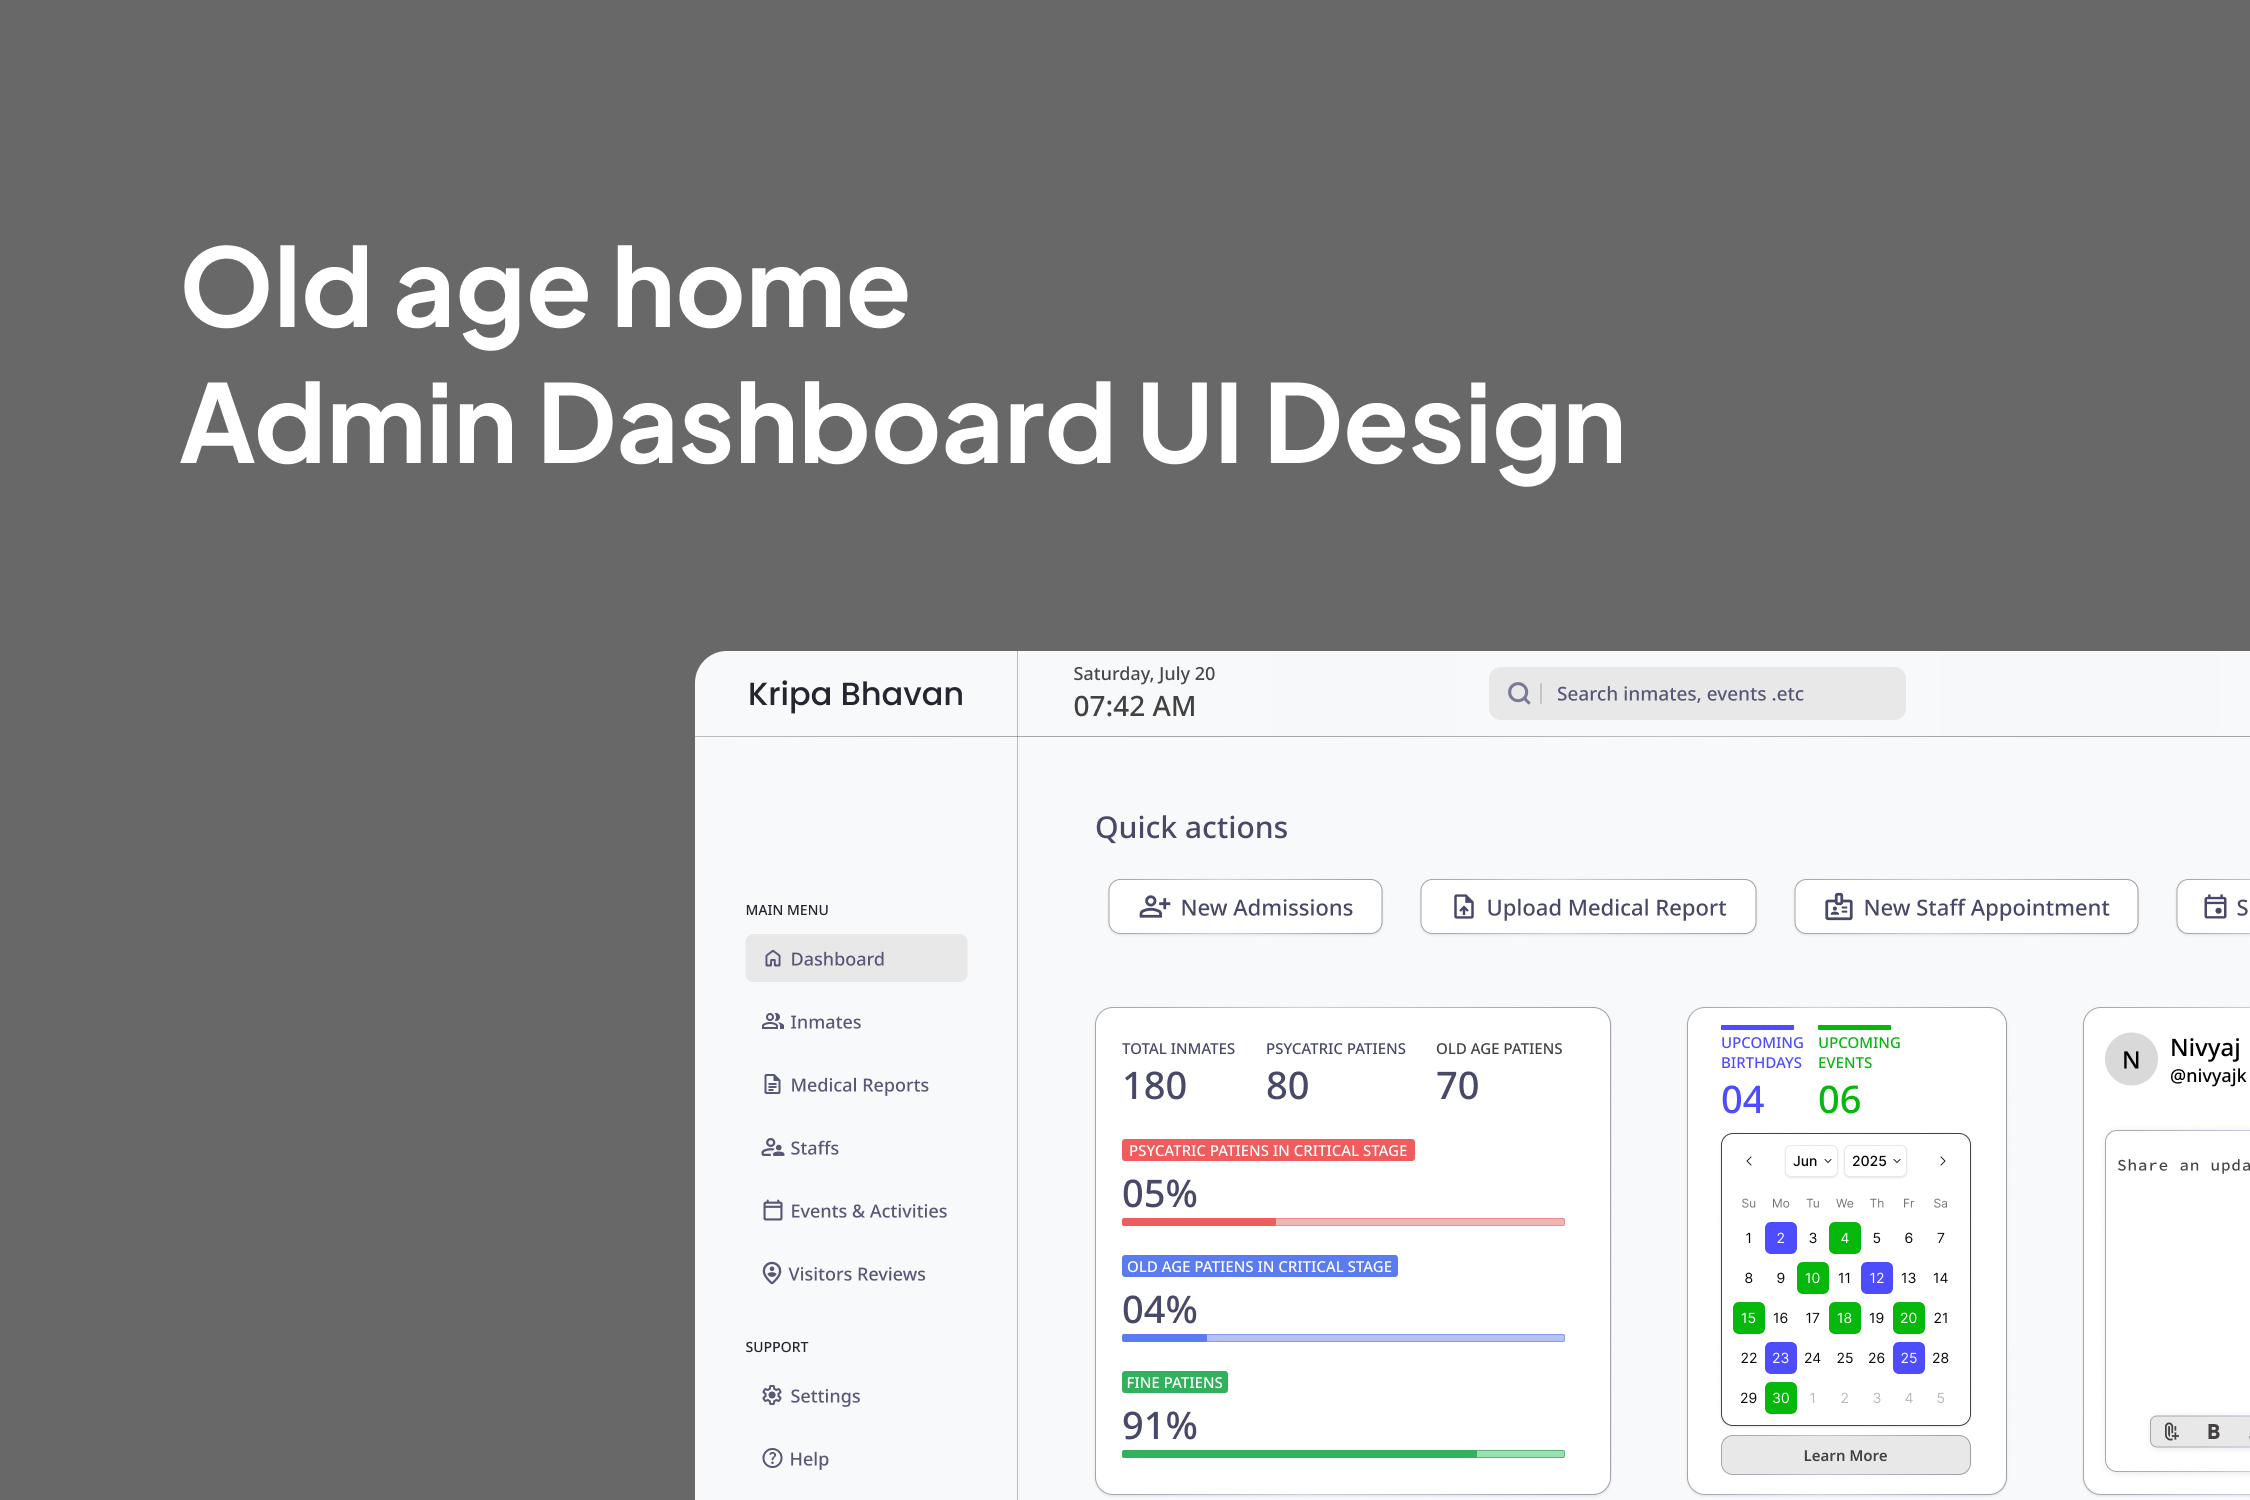 Old age home
Admin Dashboard UI Design
Kripa Bhavan
Saturday, July 20
07:42 AM
Search inmates, events .etc
MAIN MENU
Dashboard
Inmates
Medical Reports
Staffs
Events & Activities
Visitors Reviews
SUPPORT
Settings
Help
Quick actions
New Admissions
Upload Medical Report
New Staff Appointment
S
TOTAL INMATES
180
PSYCATRIC PATIENS
80
OLD AGE PATIENS
70
PSYCATRIC PATIENS IN CRITICAL STAGE
05%
OLD AGE PATIENS IN CRITICAL STAGE
04%
FINE PATIENS
91%
UPCOMING
BIRTHDAYS
04
UPCOMING
EVENTS
06
Jun 2025
Su Mo Tu We Th Fr Sa
1 2 3 4 5 6 7
8 9 10 11 12 13 14
15 16 17 18 19 20 21
22 23 24 25 26 25 28
29 30 1 2 3 4 5
Learn More
N
Nivyaj
@nivyajk
Share an upda
B